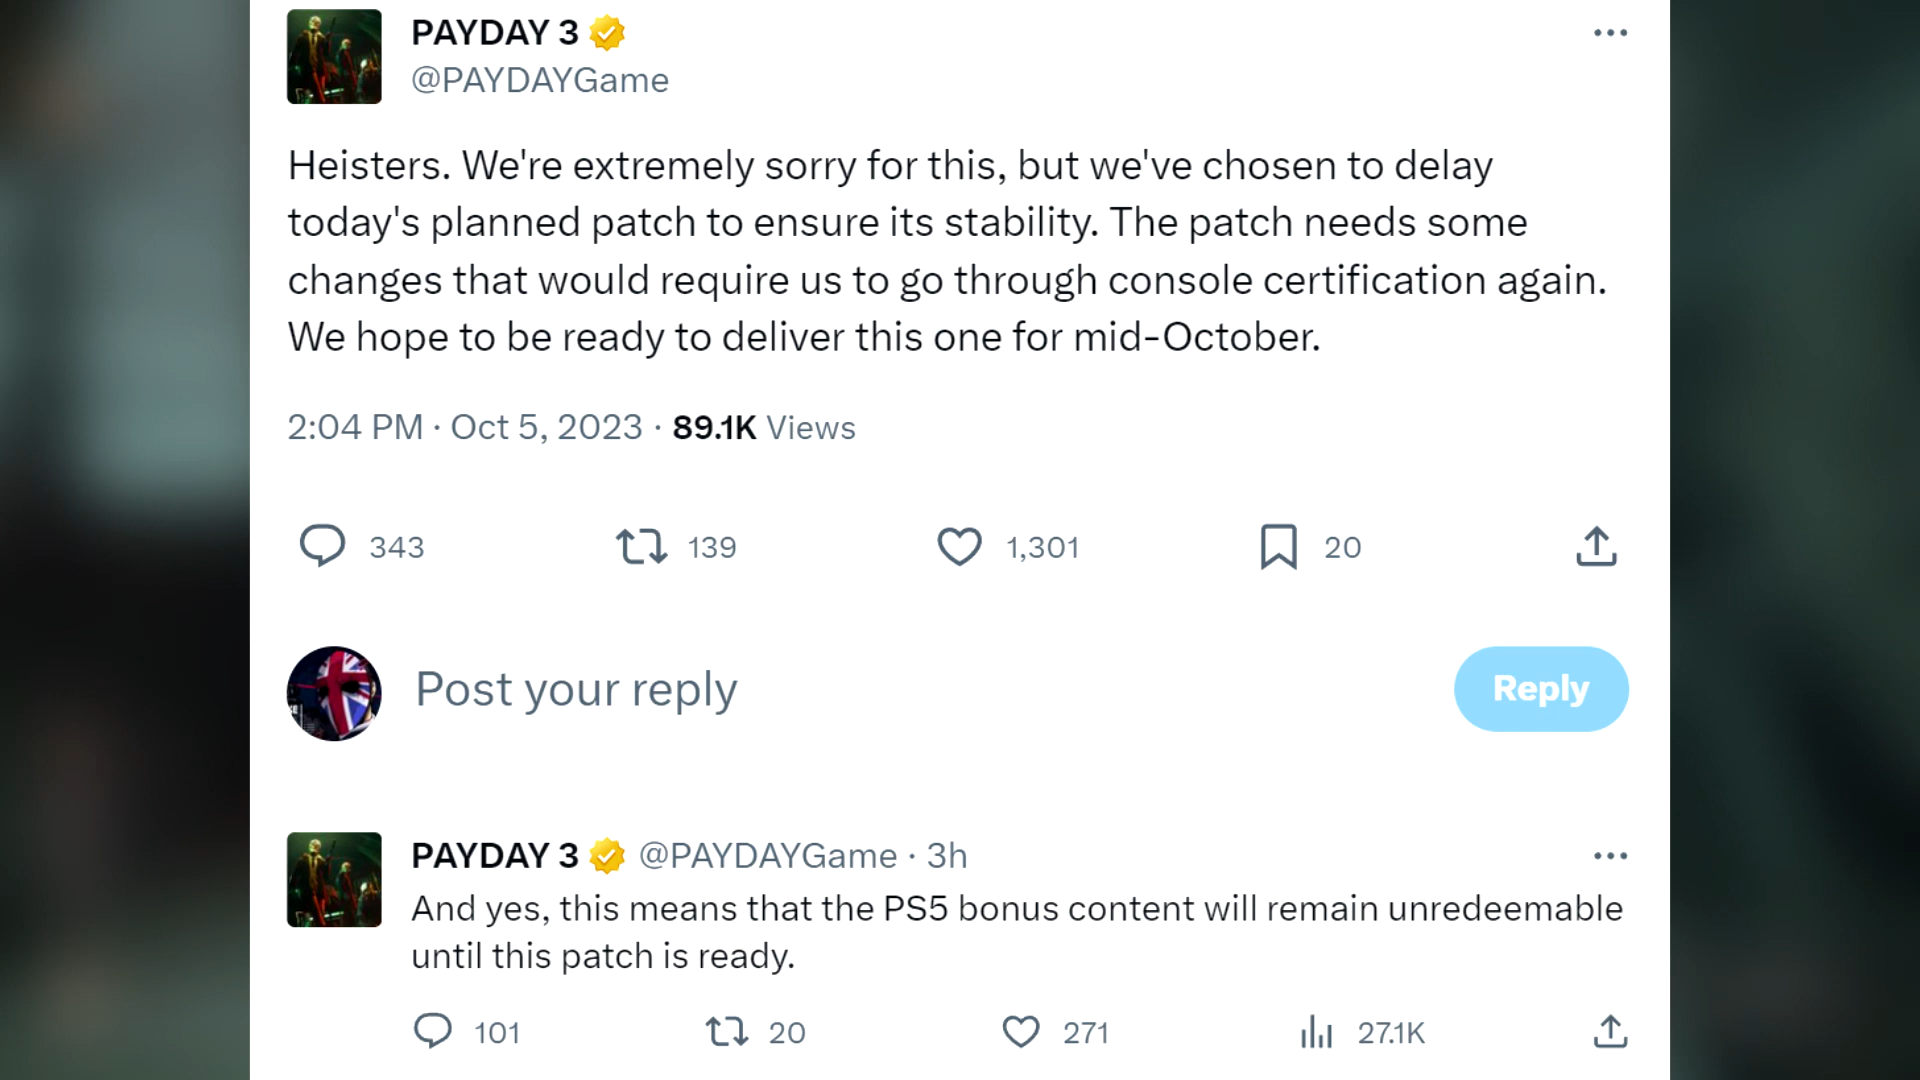 PAYDAY 3
@PAYDAYGame
Heisters. We're extremely sorry for this, but we've chosen to delay
today's planned patch to ensure its stability. The patch needs some
changes that would require us to go through console certification again.
We hope to be ready to deliver this one for mid-October.
2:04 PM · Oct 5, 2023 · 89.1K Views
343 139 1,301 20
Post your reply Reply
PAYDAY 3 @PAYDAYGame · 3h
And yes, this means that the PS5 bonus content will remain unredeemable
until this patch is ready.
101 20 271 27.1K